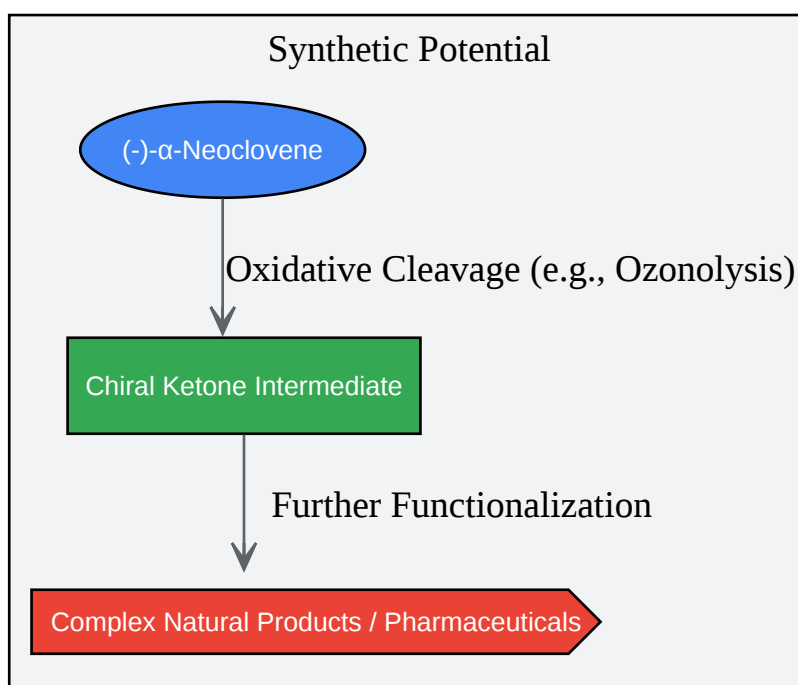 Synthetic Potential
(-)-α-Neoclovene
Oxidative Cleavage (e.g., Ozonolysis)
Chiral Ketone Intermediate
Further Functionalization
Complex Natural Products / Pharmaceuticals